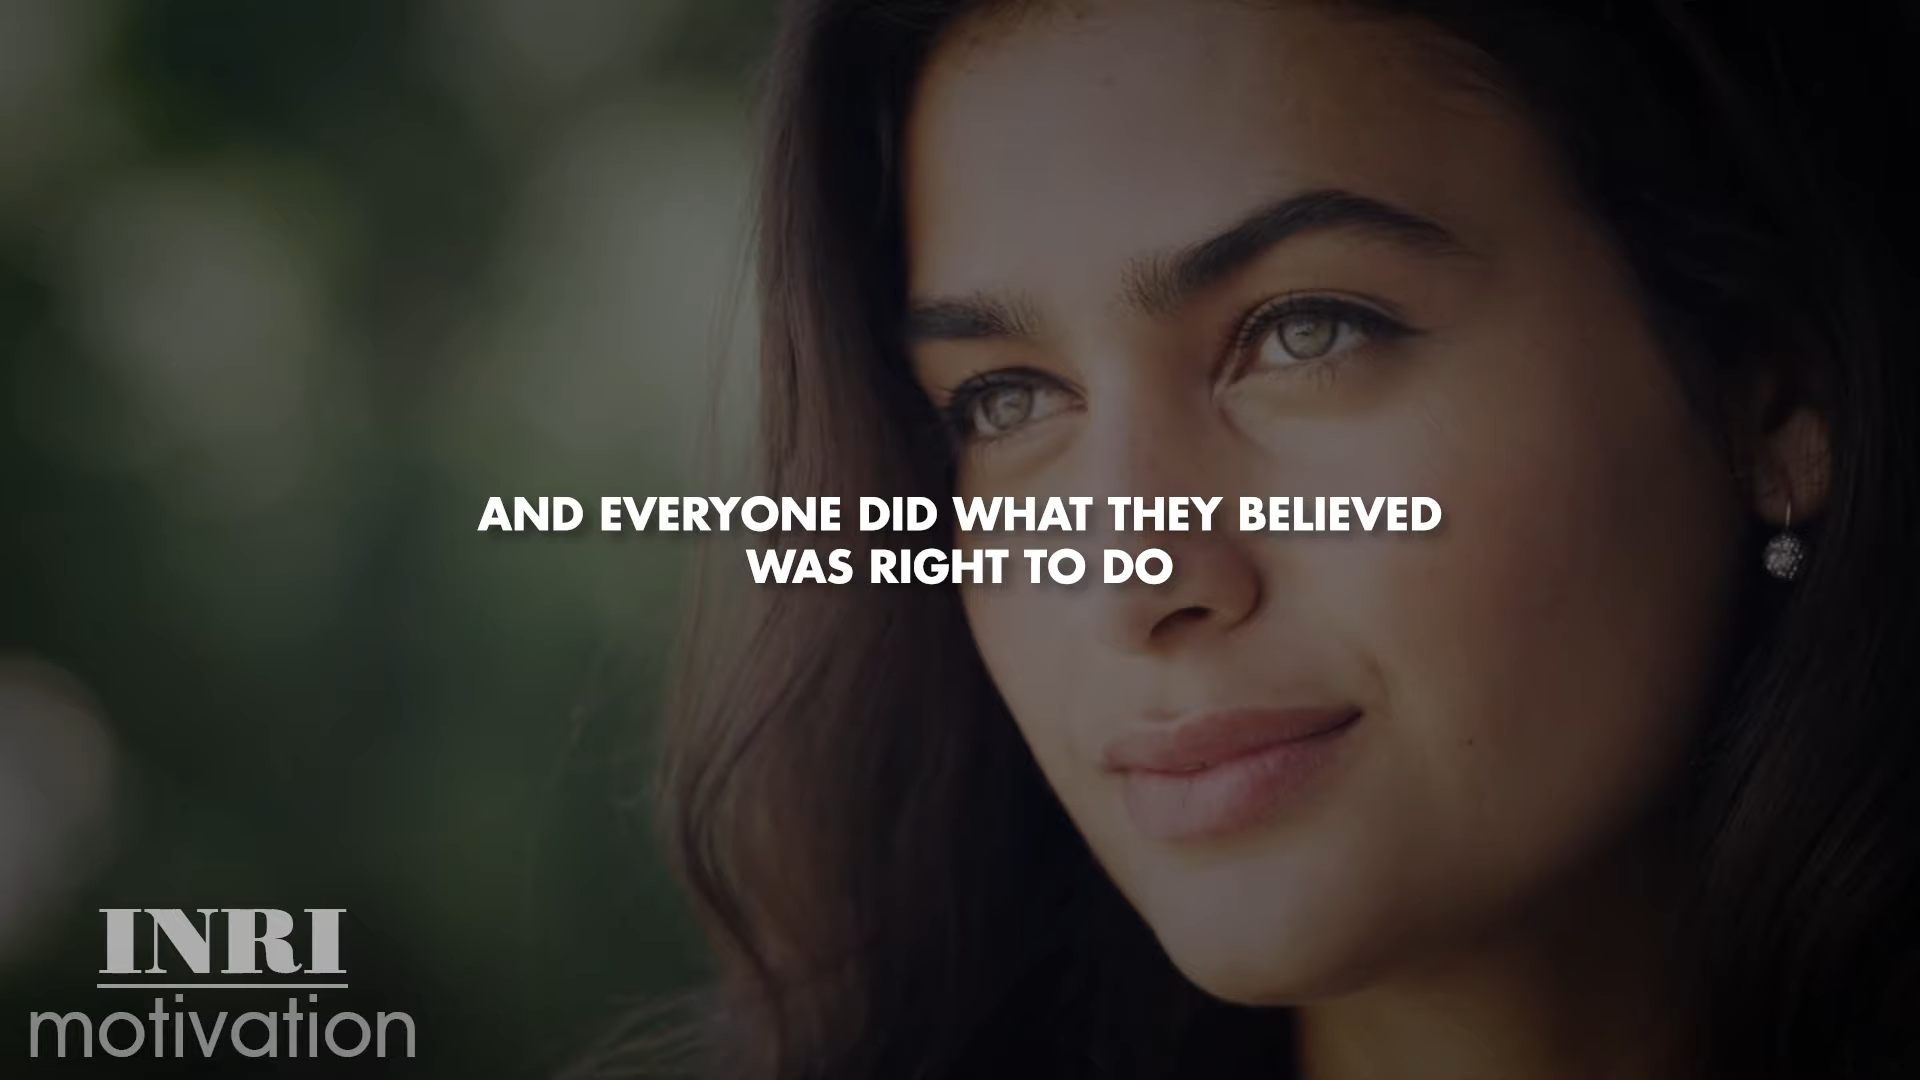 AND EVERYONE DID WHAT THEY BELIEVED
WAS RIGHT TO DO
INRI
motivation